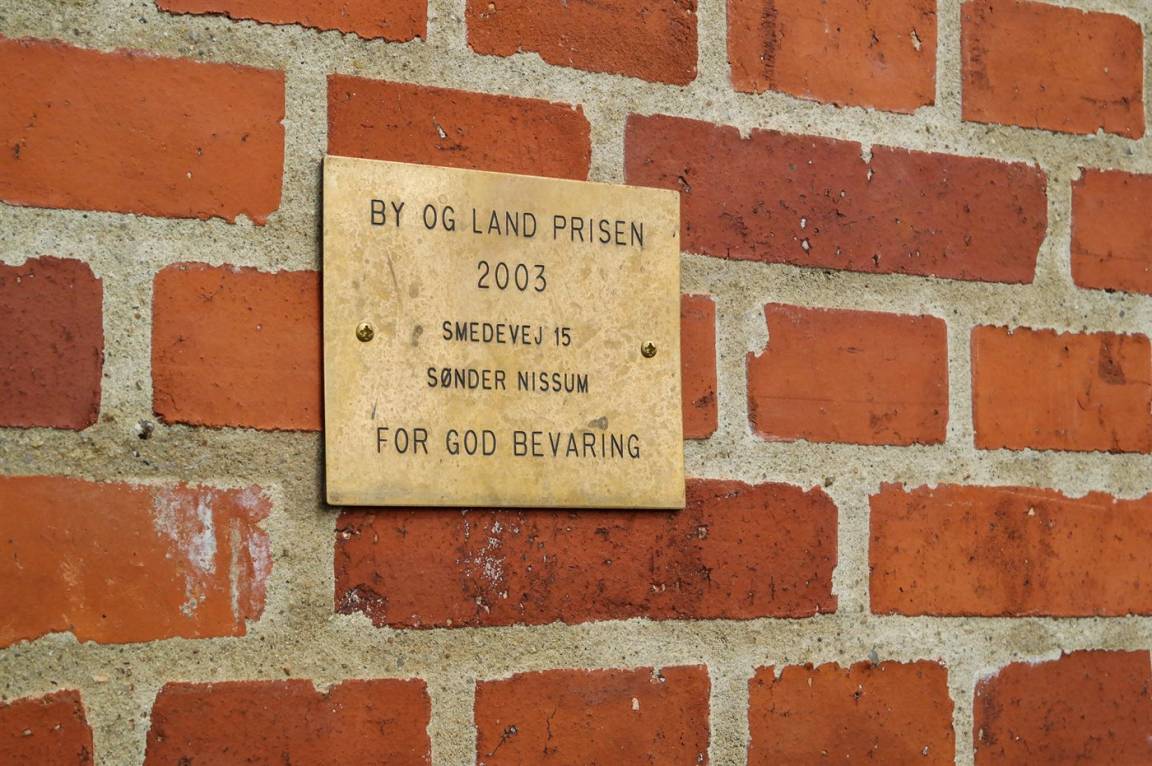 BY OG LAND PRISEN
2003
SMEDEVEJ 15
SØNDER NISSUM
FOR GOD BEVARING